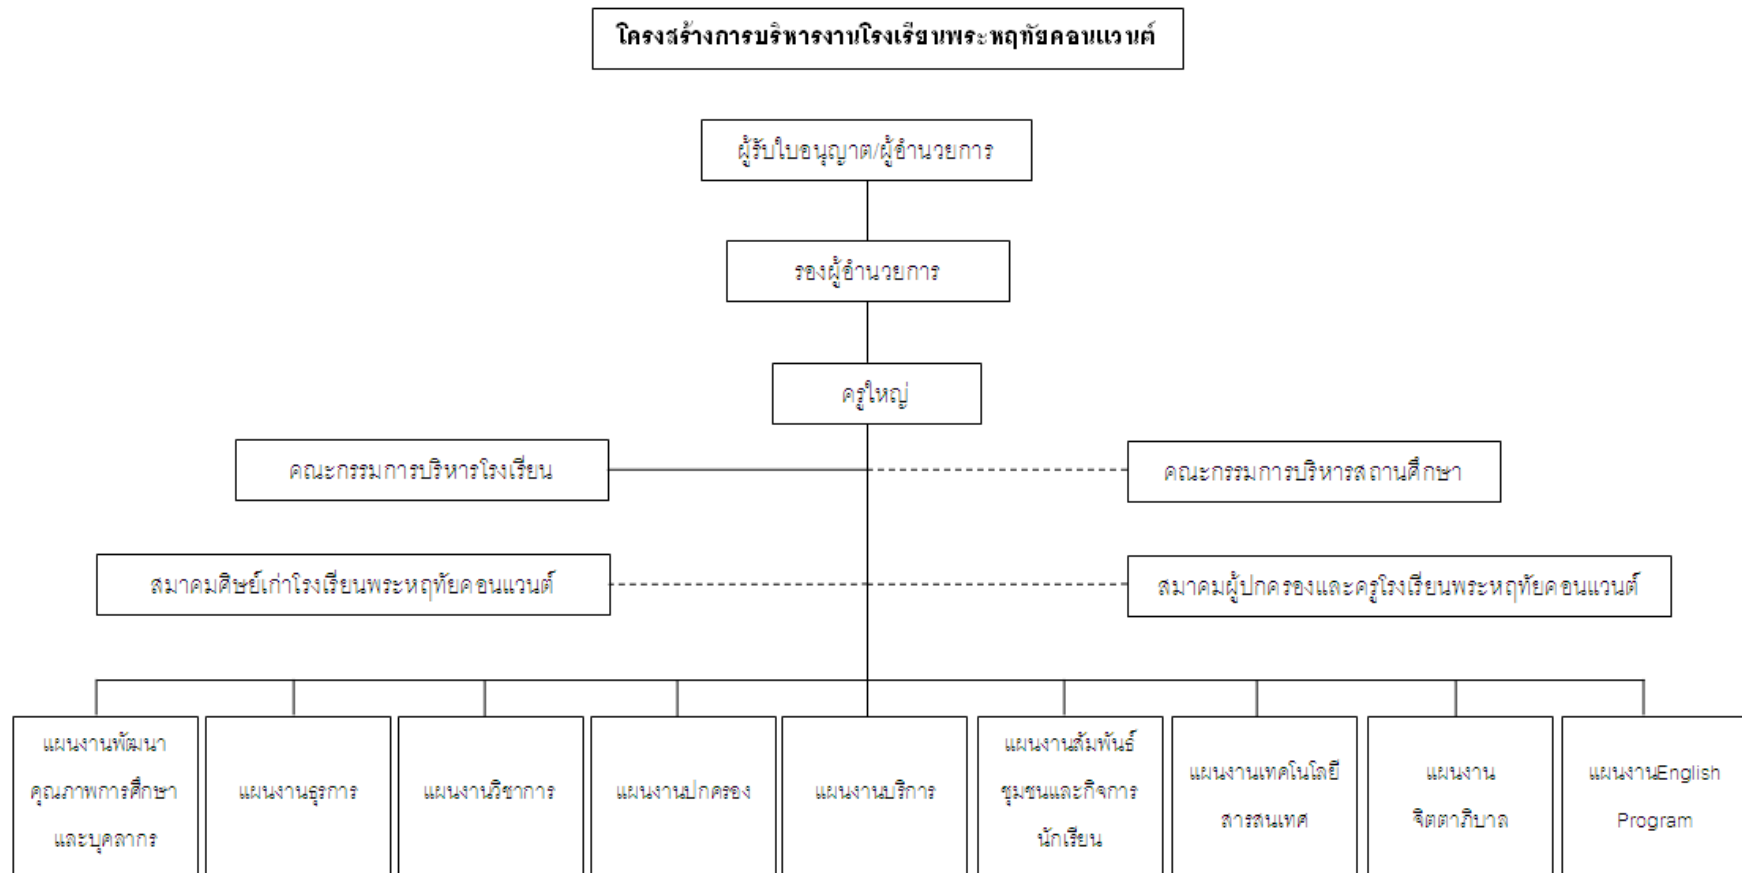 โครงสร้างการบริหารงานโรงเรียนพระหฤทัยคอนแวนต์
ผู้รับใบอนุญาต/ผู้อำนวยการ
รองผู้อำนวยการ
ครูใหญ่
คณะกรรมการบริหารโรงเรียน
คณะกรรมการบริหารสถานศึกษา
สมาคมศิษย์เก่าโรงเรียนพระหฤทัยคอนแวนต์
สมาคมผู้ปกครองและครูโรงเรียนพระหฤทัยคอนแวนต์
แผนงานพัฒนา
คุณภาพการศึกษา
และบุคลากร
แผนงานธุรการ
แผนงานวิชาการ
แผนงานปกครอง
แผนงานบริการ
แผนงานสัมพันธ์
ชุมชนและกิจการ
นักเรียน
แผนงานเทคโนโลยี
สารสนเทศ
แผนงาน
จิตตาภิบาล
แผนงานEnglish
Program